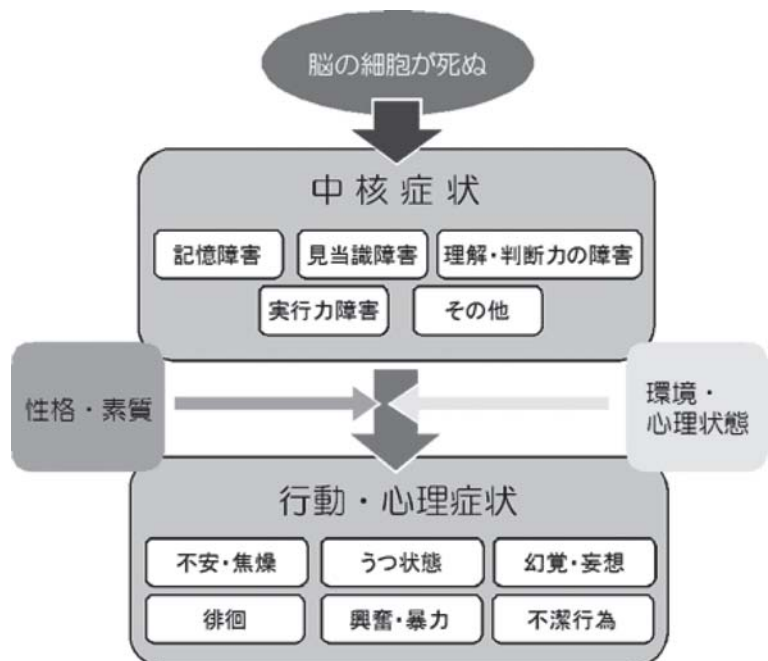 脳の細胞が死ぬ
中核症状
記憶障害
見当識障害
理解・判断力の障害
実行力障害
その他
性格・素質
環境・
心理状態
行動・心理症状
不安・焦燥
うつ状態
幻覚・妄想
徘徊
興奮・暴力
不潔行為